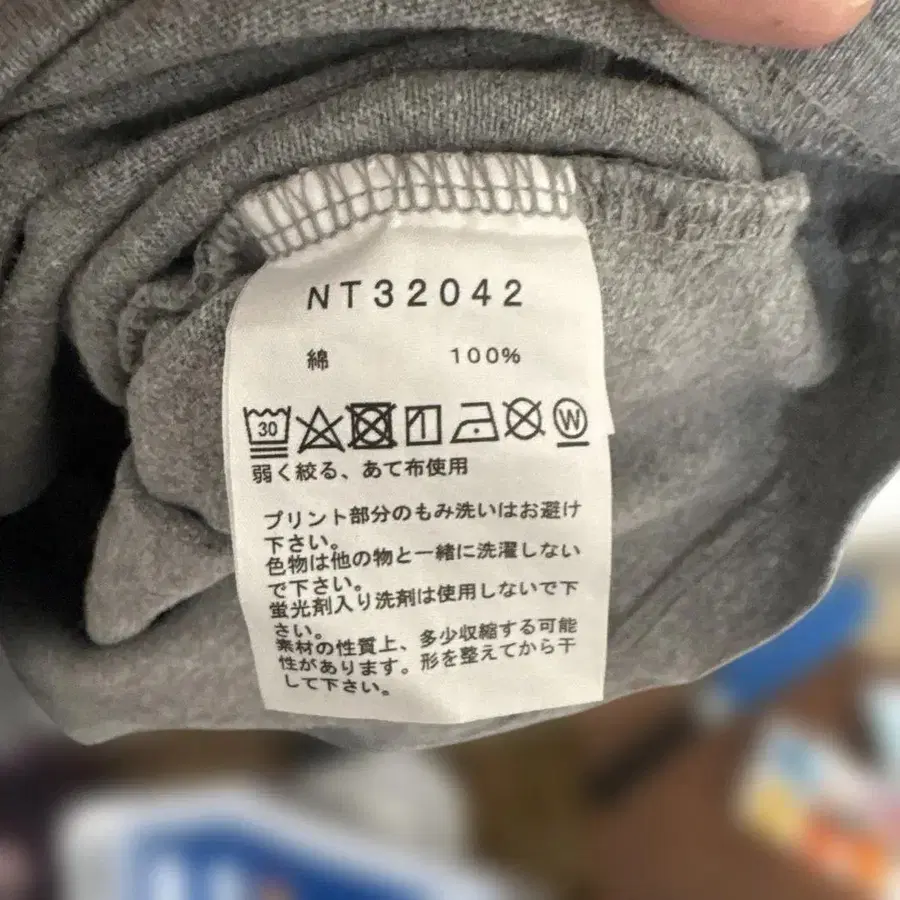 NT32042
綿 100%
30 W
弱く絞る、あて布使用
プリント部分のもみ洗いはお避け
下さい。
色物は他の物と一緒に洗濯しない
で下さい。
蛍光剤入り洗剤は使用しないで下
さい。
素材の性質上、多少収縮する可能
性があります。形を整えてから干
して下さい。